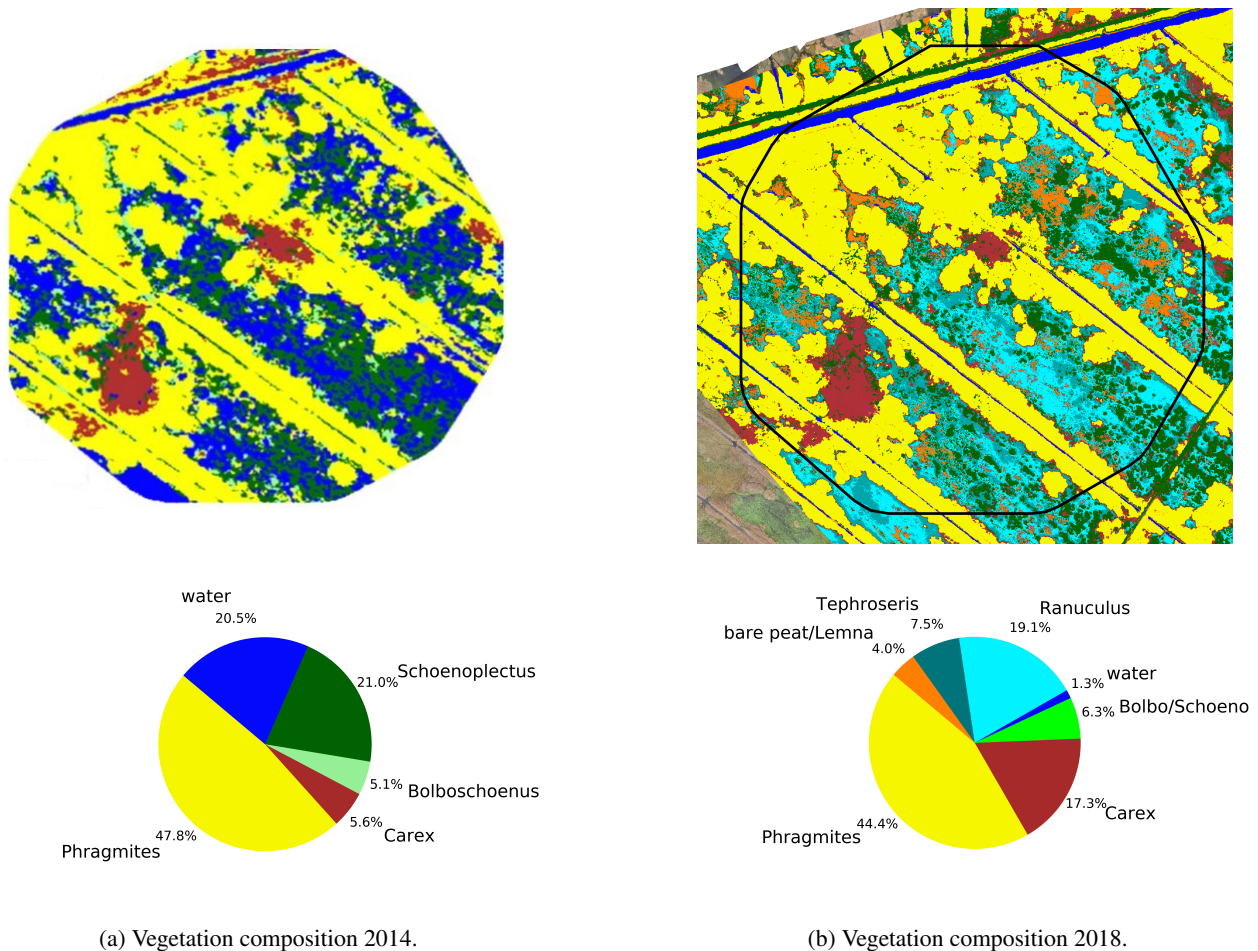 water
20.5%
Schoenoplectus
21.0%
5.1% Bolboschoenus
5.6% Carex
47.8%
Phragmites
Tephroseris
7.5%
Ranuculus
19.1%
bare peat/Lemna
4.0%
1.3% water
6.3% Bolbo/Schoeno
17.3% Carex
44.4%
Phragmites
(a) Vegetation composition 2014.
(b) Vegetation composition 2018.